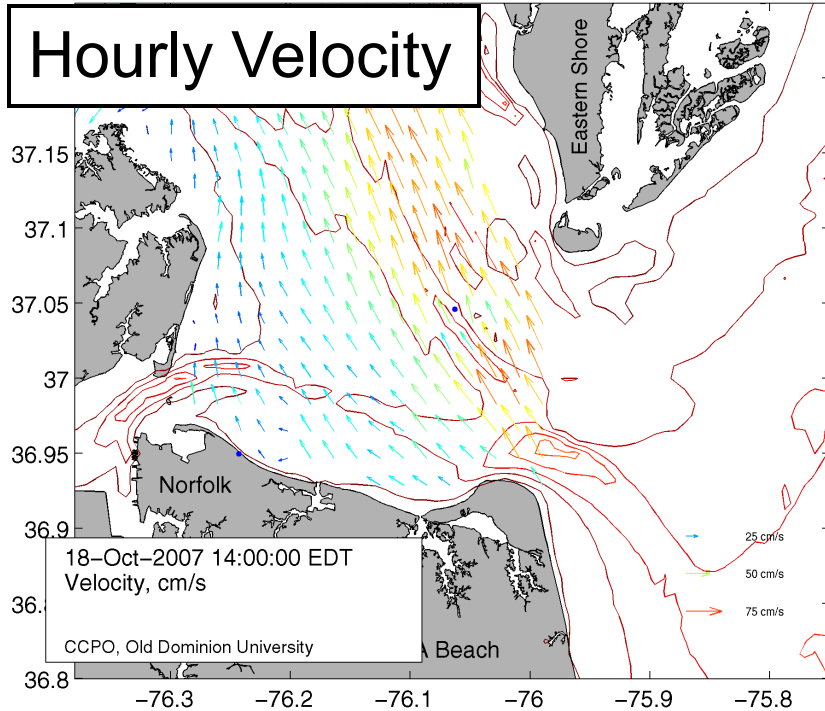 Hourly Velocity
Eastern Shore
37.15
37.1
37.05
37
36.95
36.9
36.8
Norfolk
25 cm/s
50 cm/s
75 cm/s
18−Oct−2007 14:00:00 EDT
Velocity, cm/s
CCPO, Old Dominion University
Beach
−76.3
−76.2
−76.1
−76
−75.9
−75.8